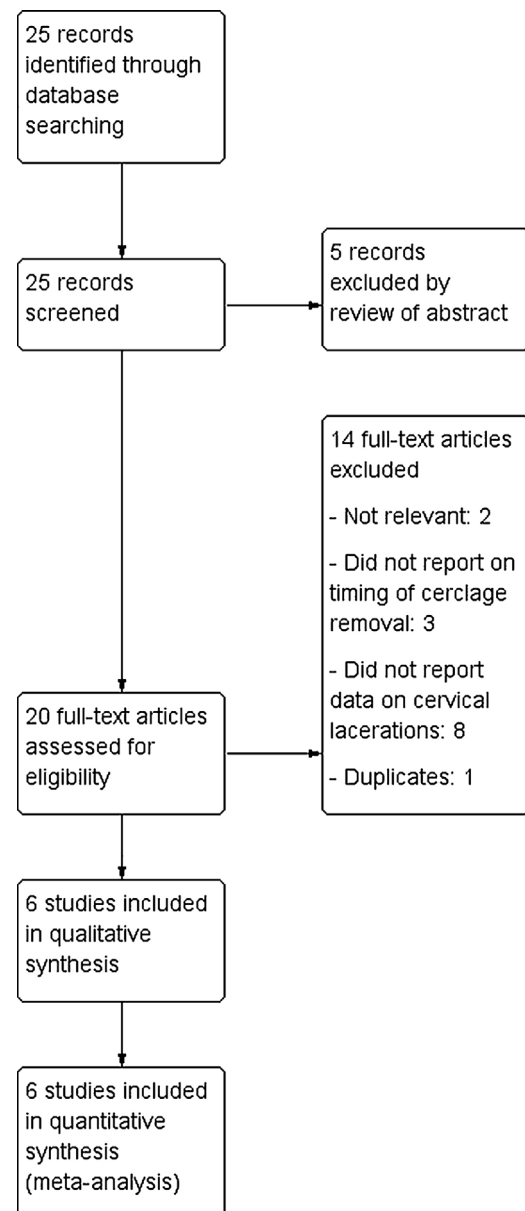 25 records
identified through
database
searching
25 records
screened
5 records
excluded by
review of abstract
14 full-text articles
excluded
- Not relevant: 2
- Did not report on
timing of cerclage
removal: 3
- Did not report
data on cervical
lacerations: 8
- Duplicates: 1
20 full-text articles
assessed for
eligibility
6 studies included
in qualitative
synthesis
6 studies included
in quantitative
synthesis
(meta-analysis)